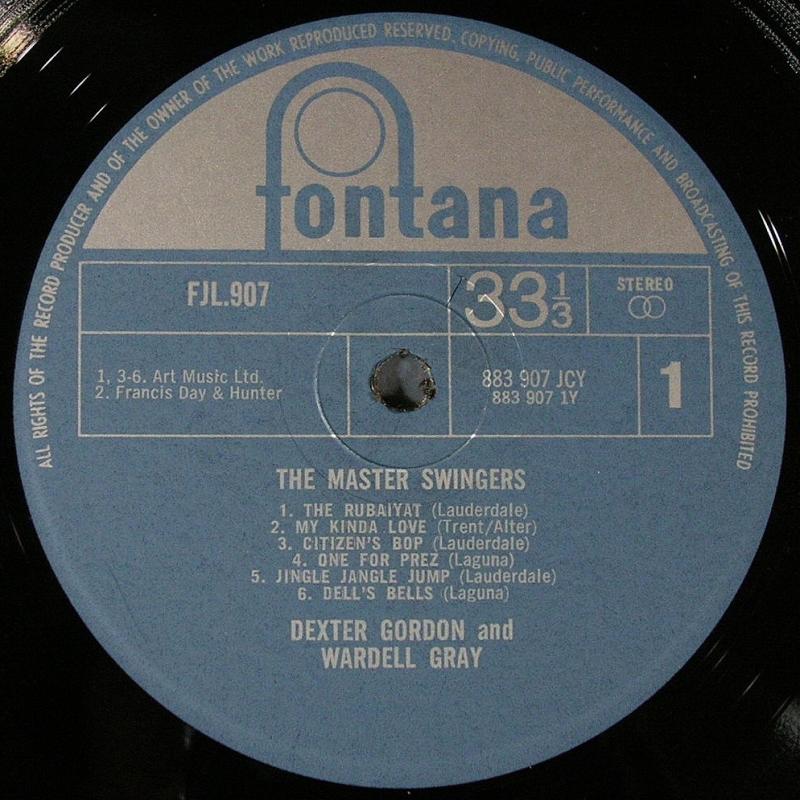 ALL RIGHTS OF THE RECORD PRODUCER AND OF THE OWNER OF THE WORK REPRODUCED RESERVED. COPYING, PUBLIC PERFORMANCE AND BROADCASTING OF THIS RECORD PROHIBITED
fontana
FJL.907
33 1/3
STEREO
1, 3-6. Art Music Ltd.
2. Francis Day & Hunter
883 907 JCY
883 907 1Y
1
THE MASTER SWINGERS
1. THE RUBAIYAT (Lauderdale)
2. MY KINDA LOVE (Trent/Alter)
3. CITIZEN'S BOP (Lauderdale)
4. ONE FOR PREZ (Laguna)
5. JINGLE JANGLE JUMP (Lauderdale)
6. DELL'S BELLS (Laguna)
DEXTER GORDON and
WARDELL GRAY